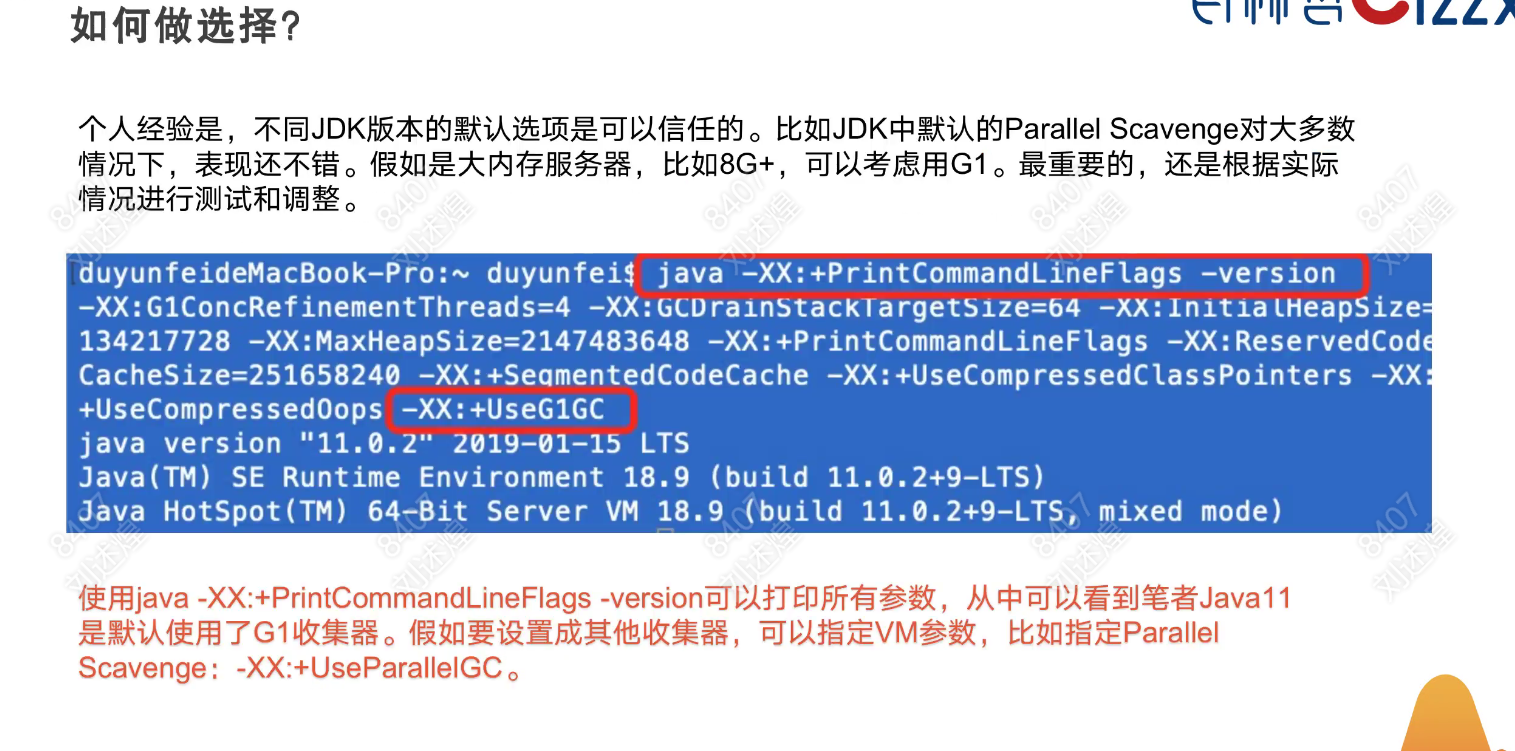 如何做选择？
个人经验是，不同JDK版本的默认选项是可以信任的。比如JDK中默认的Parallel Scavenge对大多数
情况下，表现还不错。假如是大内存服务器，比如8G+，可以考虑用G1。最重要的，还是根据实际
情况进行测试和调整。
duyunfeideMacBook-Pro:~ duyunfei$ java -XX:+PrintCommandLineFlags -version
-XX:G1ConcRefinementThreads=4 -XX:GCDrainStackTargetSize=64 -XX:InitialHeapSize=
134217728 -XX:MaxHeapSize=2147483648 -XX:+PrintCommandLineFlags -XX:ReservedCode
CacheSize=251658240 -XX:+SegmentedCodeCache -XX:+UseCompressedClassPointers -XX:
+UseCompressedOops -XX:+UseG1GC
java version "11.0.2" 2019-01-15 LTS
Java(TM) SE Runtime Environment 18.9 (build 11.0.2+9-LTS)
Java HotSpot(TM) 64-Bit Server VM 18.9 (build 11.0.2+9-LTS, mixed mode)
使用java -XX:+PrintCommandLineFlags -version可以打印所有参数，从中可以看到笔者Java11
是默认使用了G1收集器。假如要设置成其他收集器，可以指定VM参数，比如指定Parallel
Scavenge：-XX:+UseParallelGC。